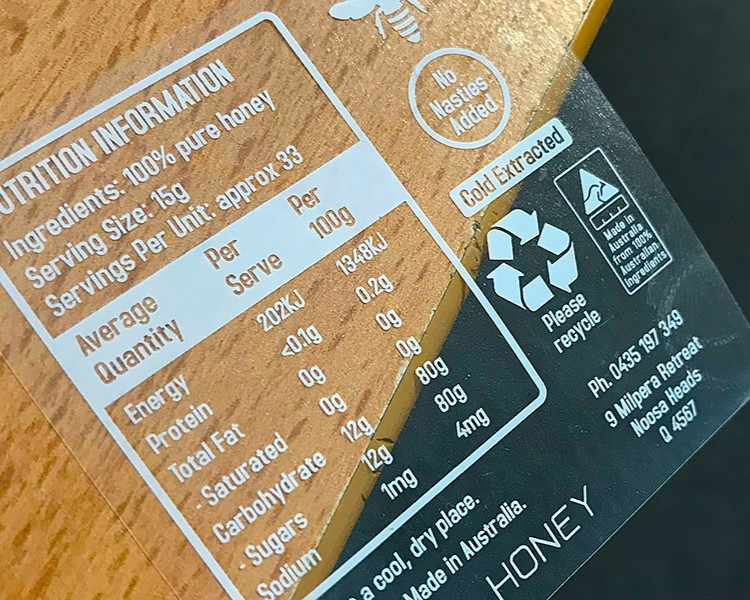 No
Nasties
Added
Cold Extracted
UTRITION INFORMATION
Ingredients: 100% pure honey
Serving Size: 15g
Servings Per Unit: approx 33
Average Quantity Per Serve Per 100g
Energy 202KJ 1348KJ
Protein <0.1g 0.2g
Total Fat 0g 0g
- Saturated 0g 0g
Carbohydrate 12g 80g
- Sugars 12g 80g
Sodium 1mg 4mg
Made in
Australia
from 100%
Australian
Ingredients
Please
recycle
Ph. 0435 197 349
9 Milpera Retreat
Noosa Heads
Q 4567
a cool, dry place.
Made in Australia.
HONEY